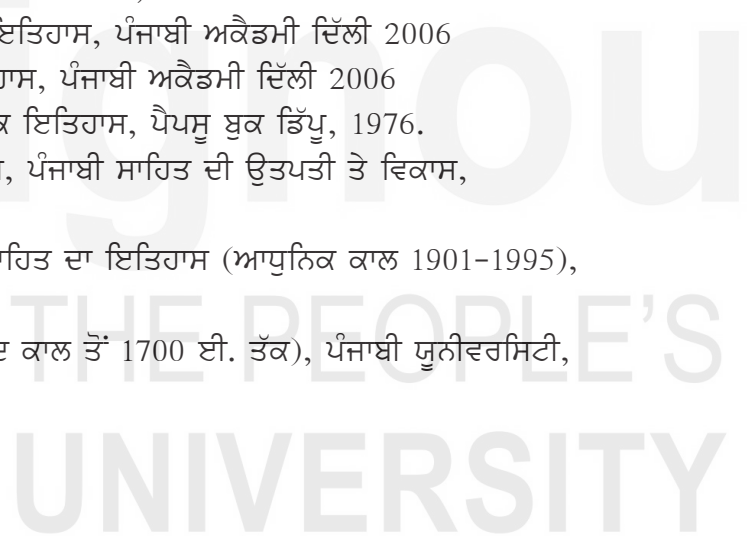 ਇਤਿਹਾਸ, ਪੰਜਾਬੀ ਅਕੈਡਮੀ ਦਿੱਲੀ 2006
ਪੰਜਾਬੀ ਅਕੈਡਮੀ ਦਿੱਲੀ 2006
ਇਤਿਹਾਸ, ਪੈਪਸੂ ਬੁਕ ਡਿੱਪੂ, 1976.
ਪੰਜਾਬੀ ਸਾਹਿਤ ਦੀ ਉਤਪਤੀ ਤੇ ਵਿਕਾਸ,
ਦਾ ਇਤਿਹਾਸ (ਆਧੁਨਿਕ ਕਾਲ 1901-1995),
ਕਾਲ ਤੋਂ 1700 ਈ. ਤੱਕ), ਪੰਜਾਬੀ ਯੂਨੀਵਰਸਿਟੀ,
ignou
THE PEOPLE'S
UNIVERSITY